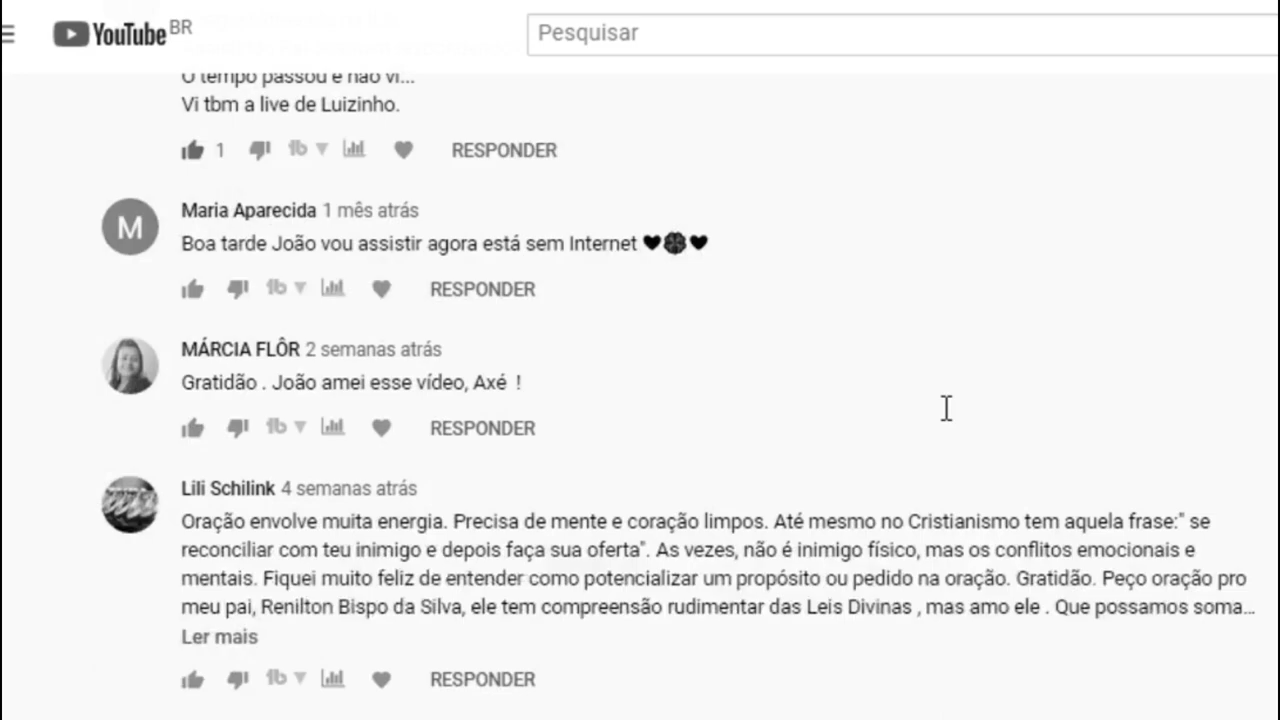 YouTube BR
Pesquisar
O tempo passou e não vi...
Vi tbm a live de Luizinho.
1 RESPONDER
Maria Aparecida 1 mês atrás
M
Boa tarde João vou assistir agora está sem Internet ♥🍀♥
RESPONDER
MÁRCIA FLÔR 2 semanas atrás
Gratidão . João amei esse vídeo, Axé !
RESPONDER
Lili Schilink 4 semanas atrás
Oração envolve muita energia. Precisa de mente e coração limpos. Até mesmo no Cristianismo tem aquela frase:" se
reconciliar com teu inimigo e depois faça sua oferta". As vezes, não é inimigo físico, mas os conflitos emocionais e
mentais. Fiquei muito feliz de entender como potencializar um propósito ou pedido na oração. Gratidão. Peço oração pro
meu pai, Renilton Bispo da Silva, ele tem compreensão rudimentar das Leis Divinas , mas amo ele . Que possamos soma...
Ler mais
RESPONDER